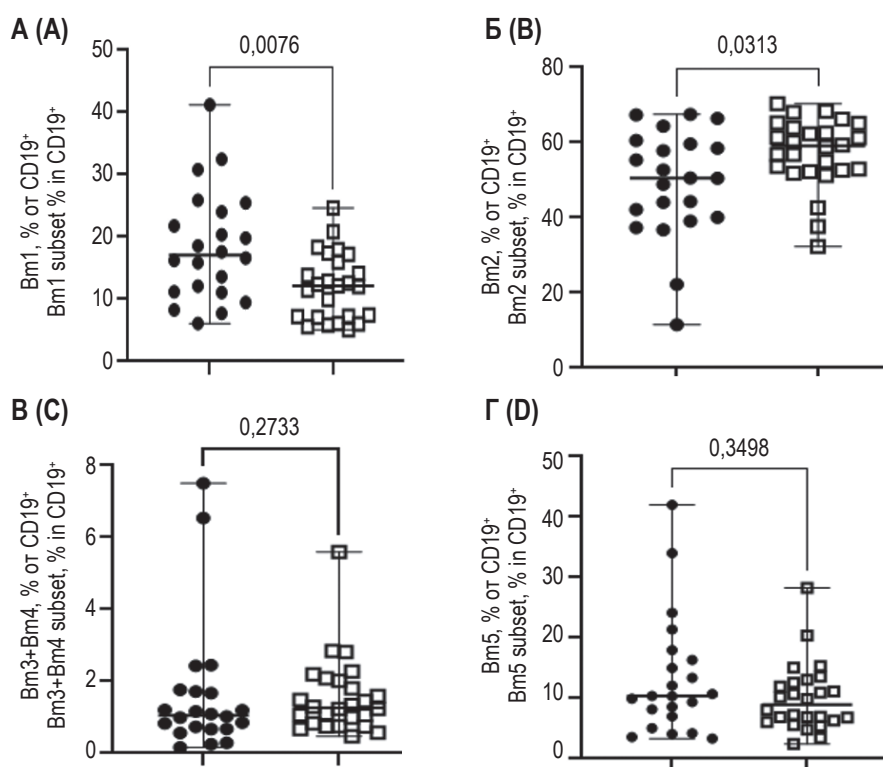 А (A)
0,0076
Bm1, % от CD19⁺
Bm1 subset % in CD19⁺
50
40
30
20
10
0
Б (B)
0,0313
Bm2, % от CD19⁺
Bm2 subset, % in CD19⁺
80
60
40
20
0
В (C)
0,2733
Bm3+Bm4, % от CD19⁺
Bm3+Bm4 subset, % in CD19⁺
8
6
4
2
0
Г (D)
0,3498
Bm5, % от CD19⁺
Bm5 subset, % in CD19⁺
50
40
30
20
10
0